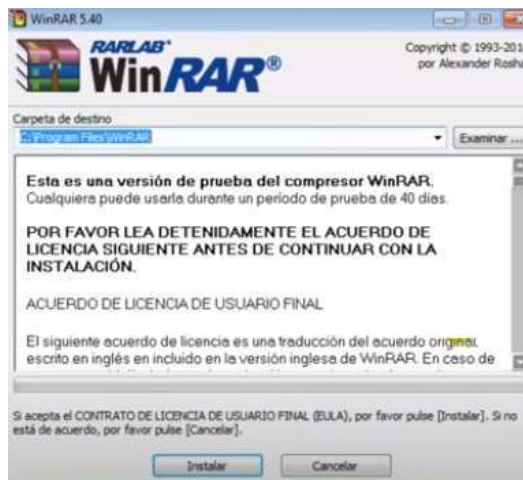 WinRAR 5.40
RARLAB®
WinRAR®
Copyright © 1993-201
por Alexander Rosha
Carpeta de destino
C:\Program Files\WinRAR
Examinar ...
Esta es una versión de prueba del compresor WinRAR.
Cualquiera puede usarla durante un período de prueba de 40 días.
POR FAVOR LEA DETENIDAMENTE EL ACUERDO DE
LICENCIA SIGUIENTE ANTES DE CONTINUAR CON LA
INSTALACIÓN.
ACUERDO DE LICENCIA DE USUARIO FINAL
El siguiente acuerdo de licencia es una traducción del acuerdo original,
escrito en inglés en incluido en la versión inglesa de WinRAR. En caso de
Si acepta el CONTRATO DE LICENCIA DE USUARIO FINAL (EULA), por favor pulse [Instalar]. Si no
está de acuerdo, por favor pulse [Cancelar].
Instalar
Cancelar